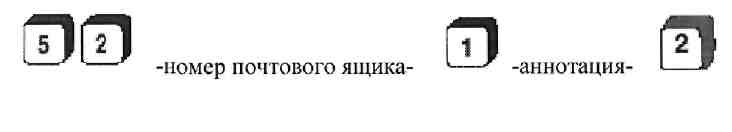 5 2 -номер почтового ящика- 1 -аннотация- 2